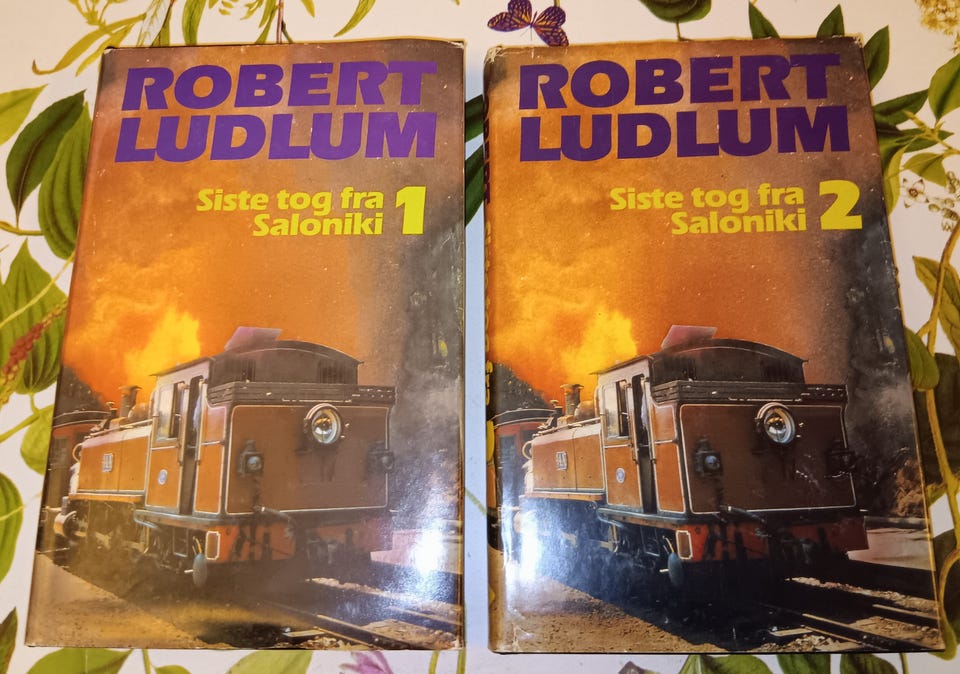 ROBERT
LUDLUM
Siste tog fra
Saloniki 1
ROBERT
LUDLUM
Siste tog fra
Saloniki 2